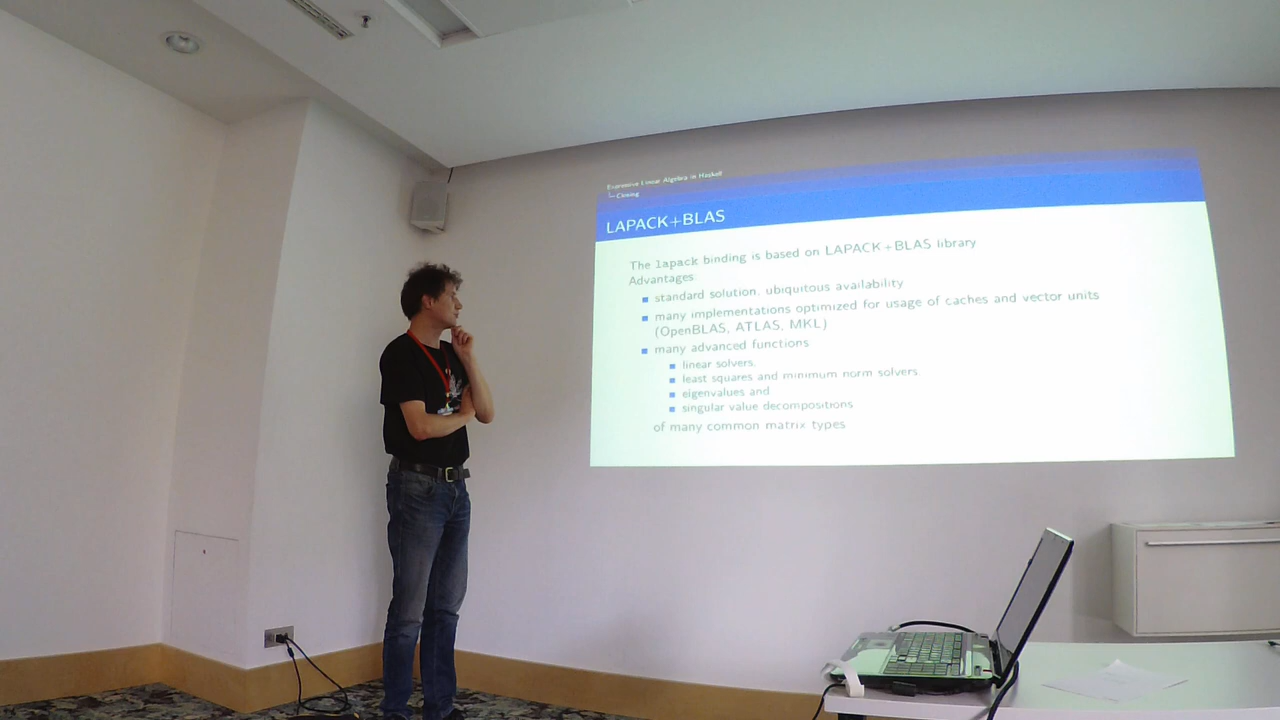 Expressive Linear Algebra in Haskell
Closing
LAPACK+BLAS
The lapack binding is based on LAPACK+BLAS library
Advantages
standard solution, ubiquitous availability
many implementations optimized for usage of caches and vector units
(OpenBLAS, ATLAS, MKL)
many advanced functions
linear solvers,
least squares and minimum norm solvers,
eigenvalues and
singular value decompositions
of many common matrix types